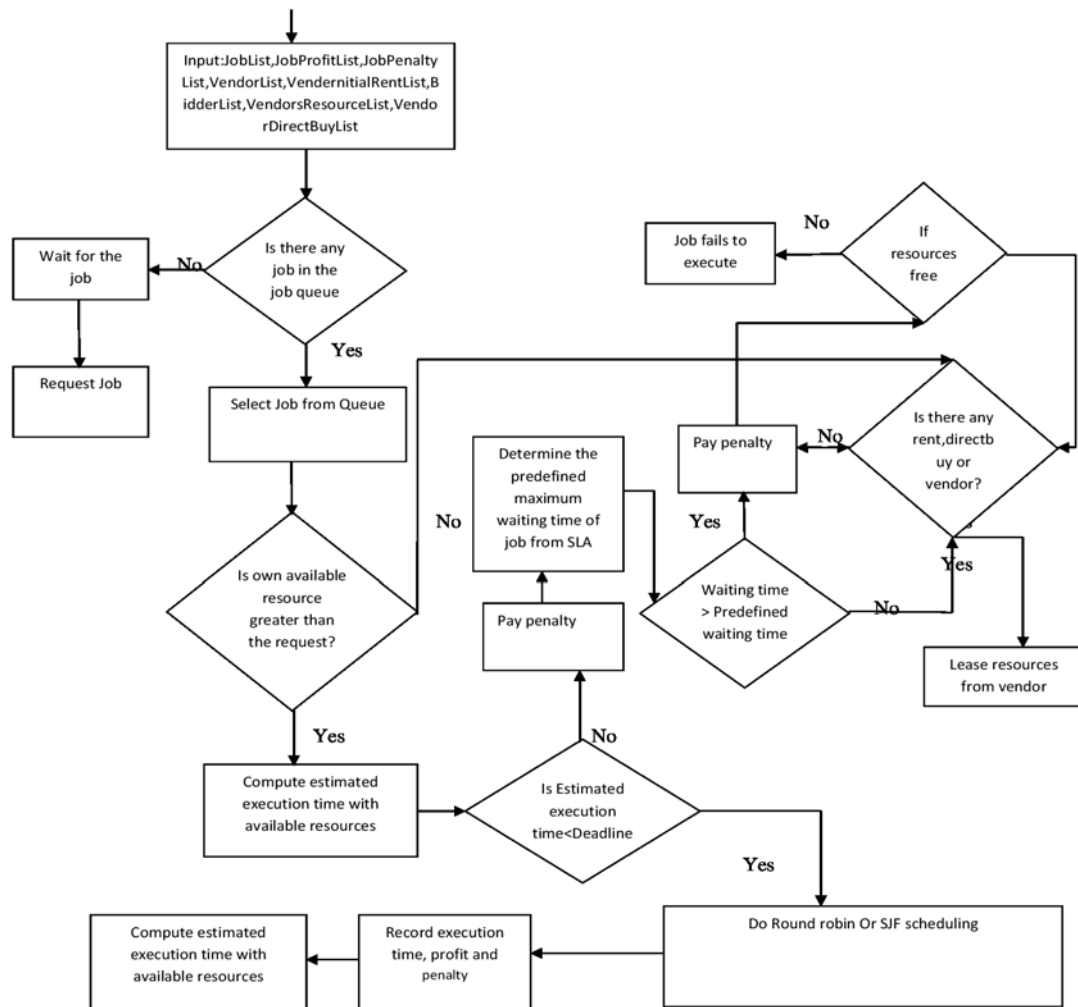 Input:JobList,JobProfitList,JobPenalty
List,VendorList,VendernitialRentList,B
idderList,VendorsResourceList,Vendo
rDirectBuyList
No
If
resources
free
Job fails to
execute
Wait for the
job
No
Is there any
job in the
job queue
Yes
Request Job
Select Job from Queue
Is there any
rent,directb
uy or
vendor?
No
Pay penalty
Determine the
predefined
maximum
waiting time of
job from SLA
No
Yes
Yes
Is own available
resource
greater than
the request?
Waiting time
> Predefined
waiting time
No
Pay penalty
Lease resources
from vendor
Yes
No
Compute estimated
execution time with
available resources
Is Estimated
execution
time<Deadline
Yes
Do Round robin Or SJF scheduling
Record execution
time, profit and
penalty
Compute estimated
execution time with
available resources